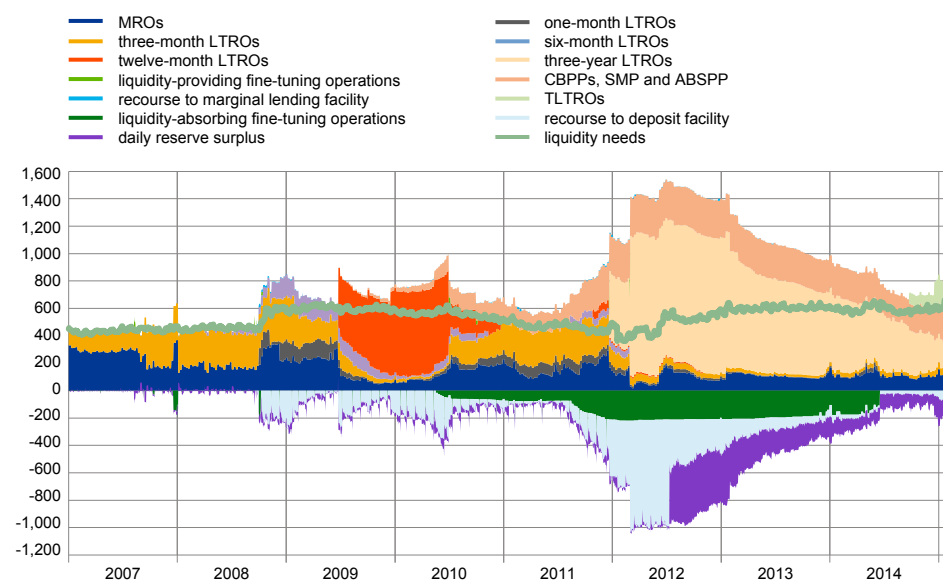 MROs
three-month LTROs
twelve-month LTROs
liquidity-providing fine-tuning operations
recourse to marginal lending facility
liquidity-absorbing fine-tuning operations
daily reserve surplus
one-month LTROs
six-month LTROs
three-year LTROs
CBPPs, SMP and ABSPP
TLTROs
recourse to deposit facility
liquidity needs
1,600
1,400
1,200
1,000
800
600
400
200
0
-200
-400
-600
-800
-1,000
-1,200
2007 2008 2009 2010 2011 2012 2013 2014